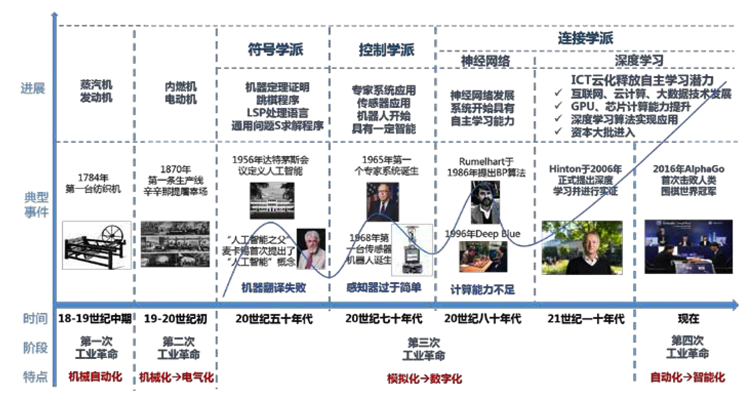 符号学派
控制学派
连接学派
神经网络
深度学习
进展
蒸汽机
发动机
内燃机
电动机
机器定理证明
跳棋程序
LSP处理语言
通用问题S求解程序
专家系统应用
传感器应用
机器人开始
具有一定智能
神经网络发展
系统开始具有
自主学习能力
ICT云化释放自主学习潜力
✓ 互联网、云计算、大数据技术发展
✓ GPU、芯片计算能力提升
✓ 深度学习算法实现应用
✓ 资本大批进入
典型
事件
1784年
第一台纺织机
1870年
第一条生产线
辛辛那提屠宰场
1956年达特茅斯会
议定义人工智能
“人工智能之父”
麦卡锡首次提出了
“人工智能”概念
机器翻译失败
1965年第一
个专家系统诞生
1968年第一
台传感器
机器人诞生
感知器过于简单
Rumelhart于
1986年提出BP算法
1996年Deep Blue
计算能力不足
Hinton于2006年
正式提出深度
学习并进行实证
2016年AlphaGo
首次击败人类
围棋世界冠军
时间
18-19世纪中期
19-20世纪初
20世纪五十年代
20世纪七十年代
20世纪八十年代
21世纪一十年代
现在
阶段
第一次
工业革命
第二次
工业革命
第三次
工业革命
第四次
工业革命
特点
机械自动化
机械化→电气化
模拟化→数字化
自动化→智能化